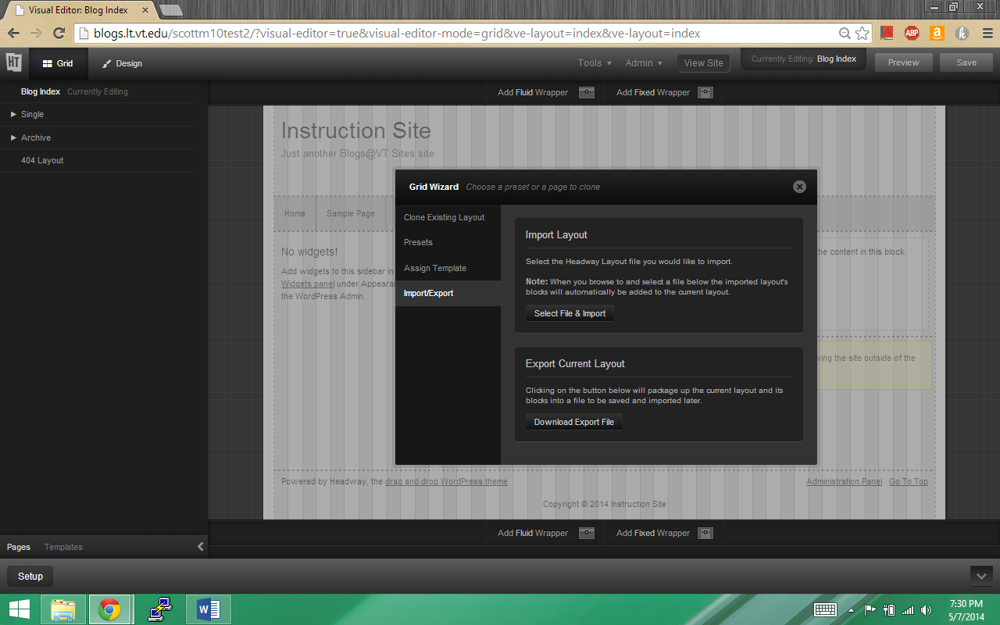 Visual Editor: Blog Index
blogs.lt.vt.edu/scottm10test2/?visual-editor=true&visual-editor-mode=grid&ve-layout=index&ve-layout=index
ABP
a
h
HT
Grid
Design
Tools
Admin
View Site
Currently Editing: Blog Index
Preview
Save
Blog Index Currently Editing
Single
Archive
404 Layout
Add Fluid Wrapper
Add Fixed Wrapper
Instruction Site
Just another Blogs@VT Sites site
Home
Sample Page
No widgets!
Add widgets to this sidebar in
Widgets panel under Appeara
the WordPress Admin.
Grid Wizard Choose a preset or a page to clone
Clone Existing Layout
Presets
Assign Template
Import/Export
Import Layout
Select the Headway Layout file you would like to import.
Note: When you browse to and select a file below the imported layout's
blocks will automatically be added to the current layout.
Select File & Import
Export Current Layout
Clicking on the button below will package up the current layout and its
blocks into a file to be saved and imported later.
Download Export File
the content in this block.
wing the site outside of the
Powered by Headway, the drag and drop WordPress theme
Administration Panel Go To Top
Copyright © 2014 Instruction Site
Add Fluid Wrapper
Add Fixed Wrapper
Pages
Templates
Setup
W
7:30 PM
5/7/2014